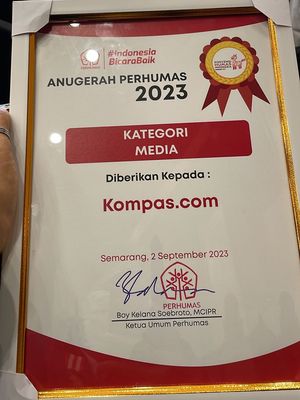 #Indonesia
BicaraBaik
PERHUMAS
ANUGERAH PERHUMAS
2023
KATEGORI
MEDIA
Diberikan Kepada :
Kompas.com
Semarang, 2 September 2023
PERHUMAS
Boy Kelana Soebroto, MCIPR
Ketua Umum Perhumas